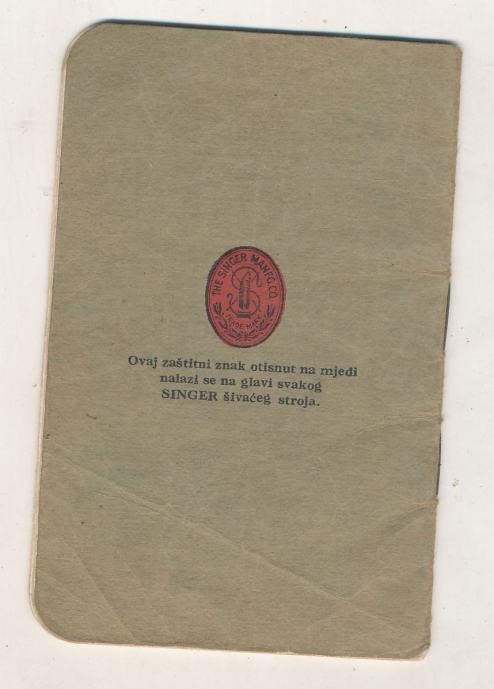 THE SINGER MANFG. CO.
TRADE MARK
Ovaj zaštitni znak otisnut na mjedi
nalazi se na glavi svakog
SINGER šivaćeg stroja.